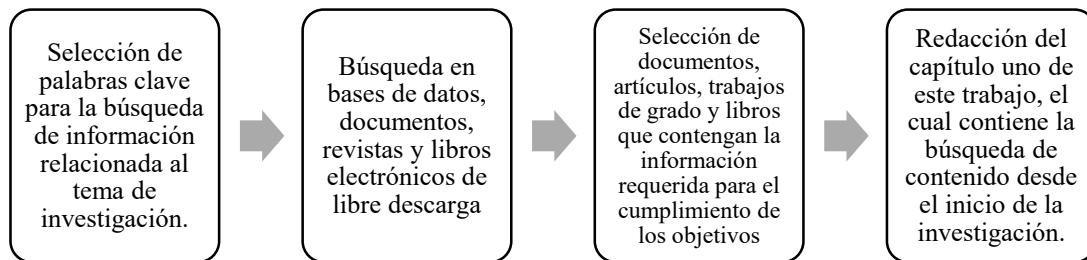 Selección de
palabras clave
para la búsqueda
de información
relacionada al
tema de
investigación.
Búsqueda en
bases de datos,
documentos,
revistas y libros
electrónicos de
libre descarga
Selección de
documentos,
artículos, trabajos
de grado y libros
que contengan la
información
requerida para el
cumplimiento de
los objetivos
Redacción del
capítulo uno de
este trabajo, el
cual contiene la
búsqueda de
contenido desde
el inicio de la
investigación.